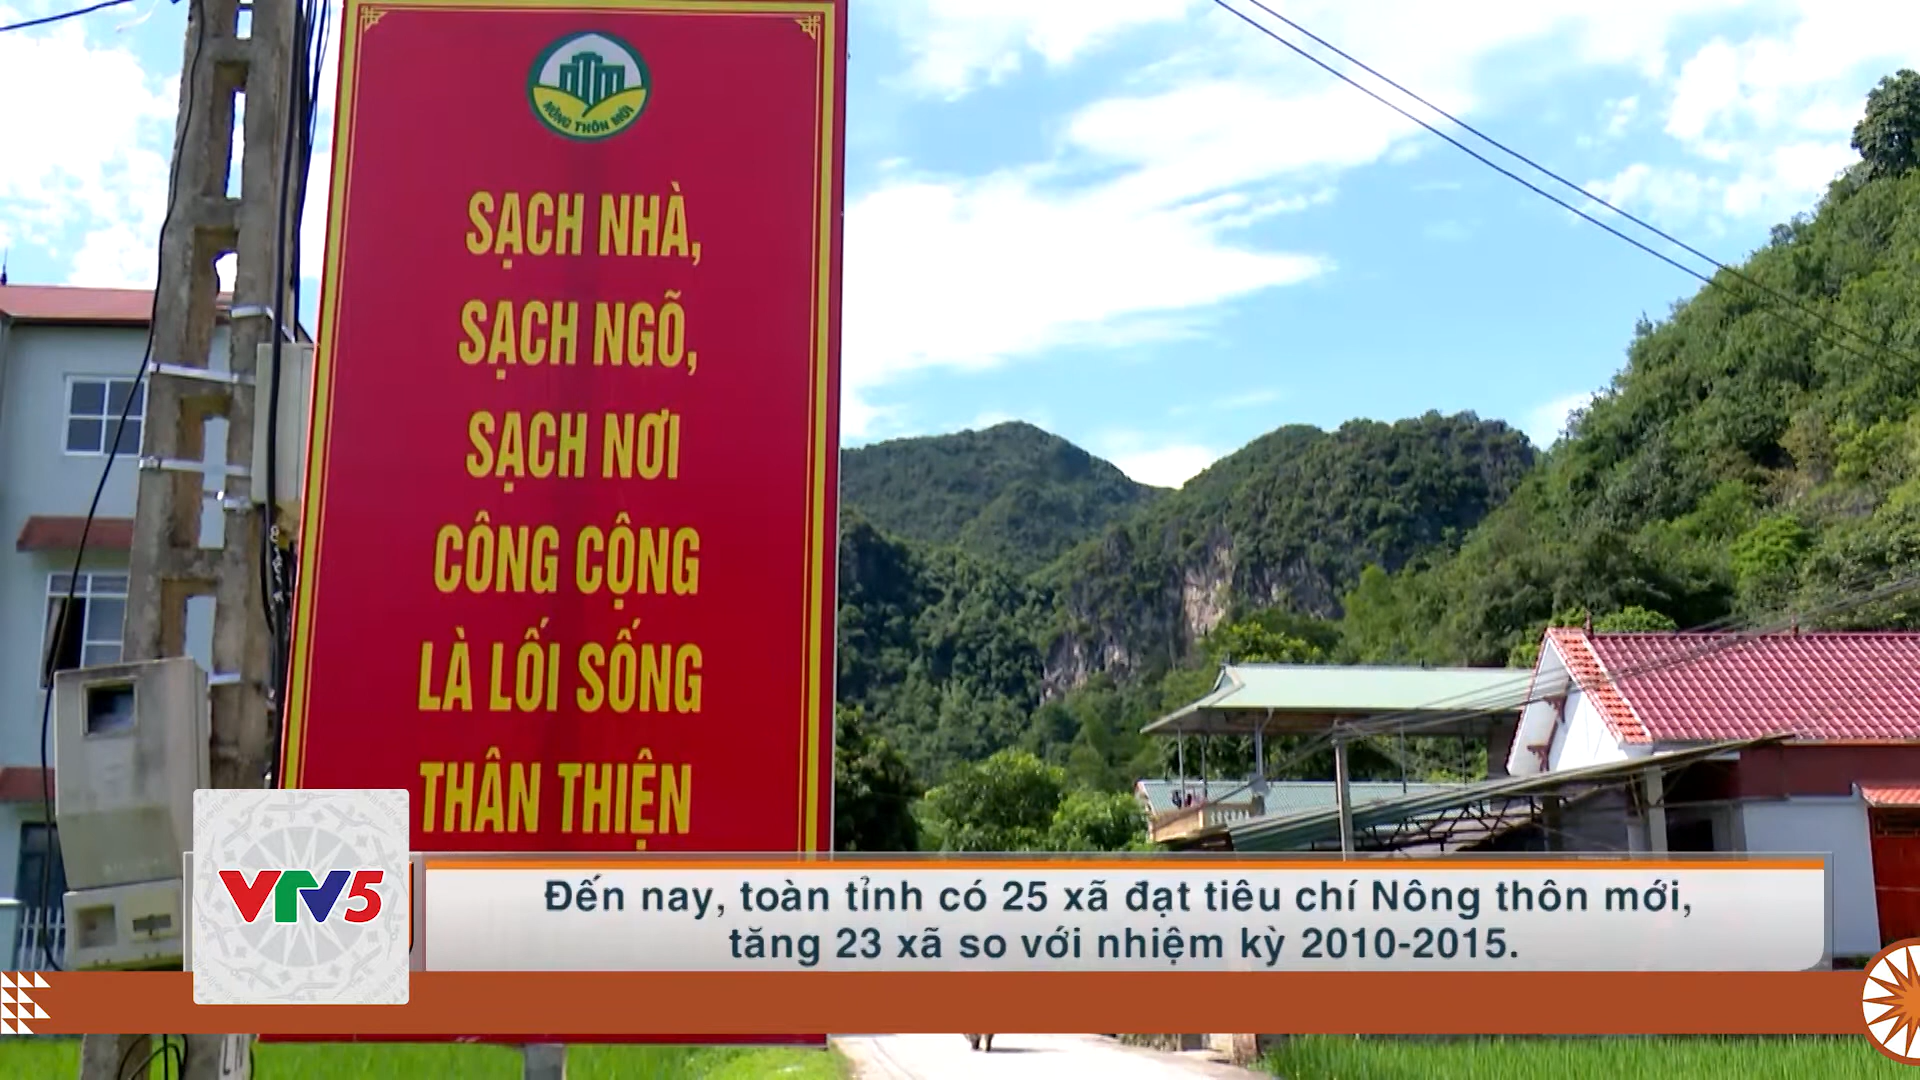 NÔNG THÔN MỚI
SẠCH NHÀ,
SẠCH NGÕ,
SẠCH NƠI
CÔNG CỘNG
LÀ LỐI SỐNG
THÂN THIỆN
VTV5
Đến nay, toàn tỉnh có 25 xã đạt tiêu chí Nông thôn mới,
tăng 23 xã so với nhiệm kỳ 2010-2015.